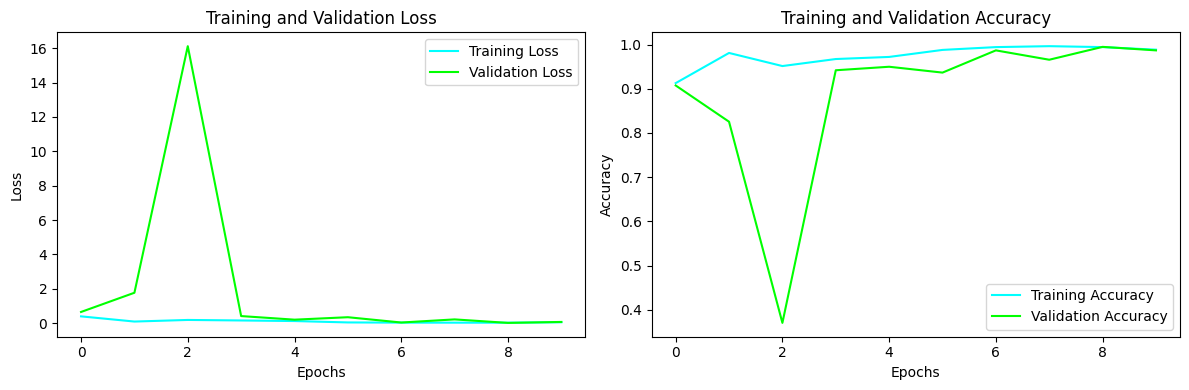 Training and Validation Loss
Training Loss
Validation Loss
16
14
12
10
8
6
4
2
0
Loss
0
2
4
6
8
Epochs
Training and Validation Accuracy
1.0
0.9
0.8
0.7
0.6
0.5
0.4
Accuracy
Training Accuracy
Validation Accuracy
0
2
4
6
8
Epochs